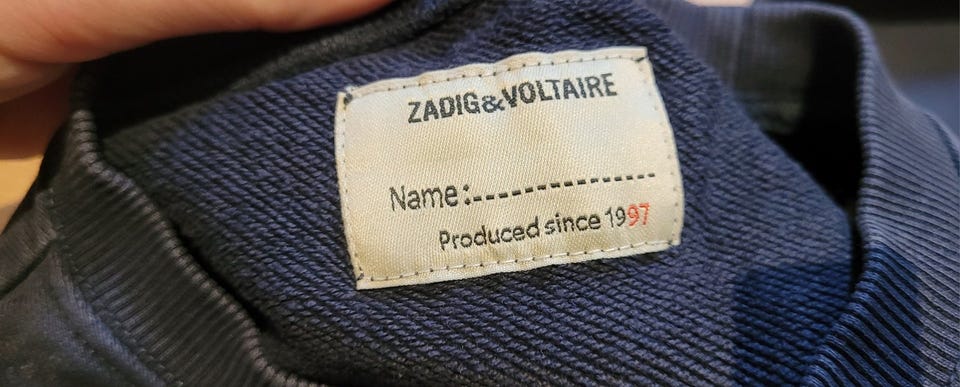 ZADIG&VOLTAIRE
Name:----------------
Produced since 1997